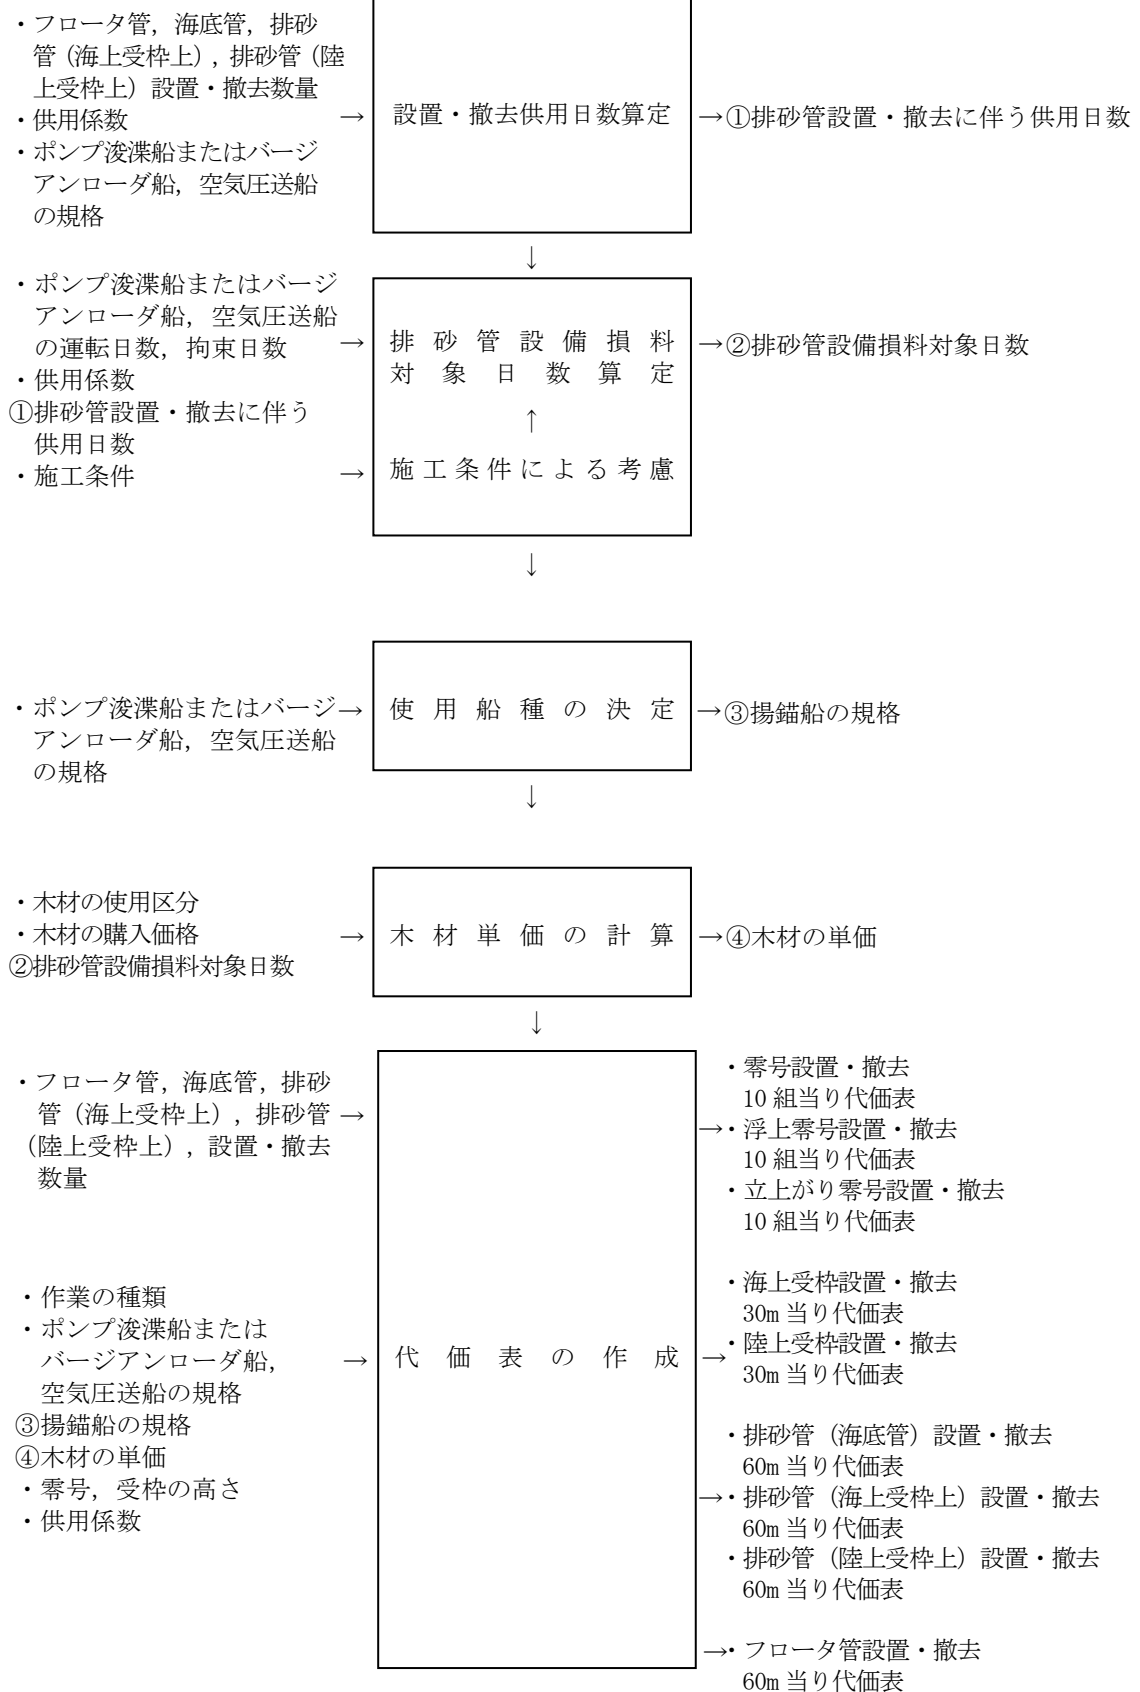 ・フロータ管，海底管，排砂
管（海上受枠上），排砂管（陸
上受枠上）設置・撤去数量
・供用係数
・ポンプ浚渫船またはバージ
アンローダ船，空気圧送船
の規格
→
設置・撤去供用日数算定
→①排砂管設置・撤去に伴う供用日数
↓
・ポンプ浚渫船またはバージ
アンローダ船，空気圧送船
の運転日数，拘束日数
・供用係数
①排砂管設置・撤去に伴う
供用日数
・施工条件
→
排砂管設備損料
対象日数算定
↑
→
施工条件による考慮
→②排砂管設備損料対象日数
↓
・ポンプ浚渫船またはバージ→
アンローダ船，空気圧送船
の規格
使用船種の決定
→③揚錨船の規格
↓
・木材の使用区分
・木材の購入価格
②排砂管設備損料対象日数
→
木材単価の計算
→④木材の単価
↓
・フロータ管，海底管，排砂
管（海上受枠上），排砂管→
（陸上受枠上），設置・撤去
数量
・作業の種類
・ポンプ浚渫船または
バージアンローダ船，
空気圧送船の規格
③揚錨船の規格
④木材の単価
・零号，受枠の高さ
・供用係数
→
代価表の作成
・零号設置・撤去
10組当り代価表
→・浮上零号設置・撤去
10組当り代価表
・立上がり零号設置・撤去
10組当り代価表
・海上受枠設置・撤去
30m当り代価表
→・陸上受枠設置・撤去
30m当り代価表
・排砂管（海底管）設置・撤去
60m当り代価表
→・排砂管（海上受枠上）設置・撤去
60m当り代価表
・排砂管（陸上受枠上）設置・撤去
60m当り代価表
→・フロータ管設置・撤去
60m当り代価表